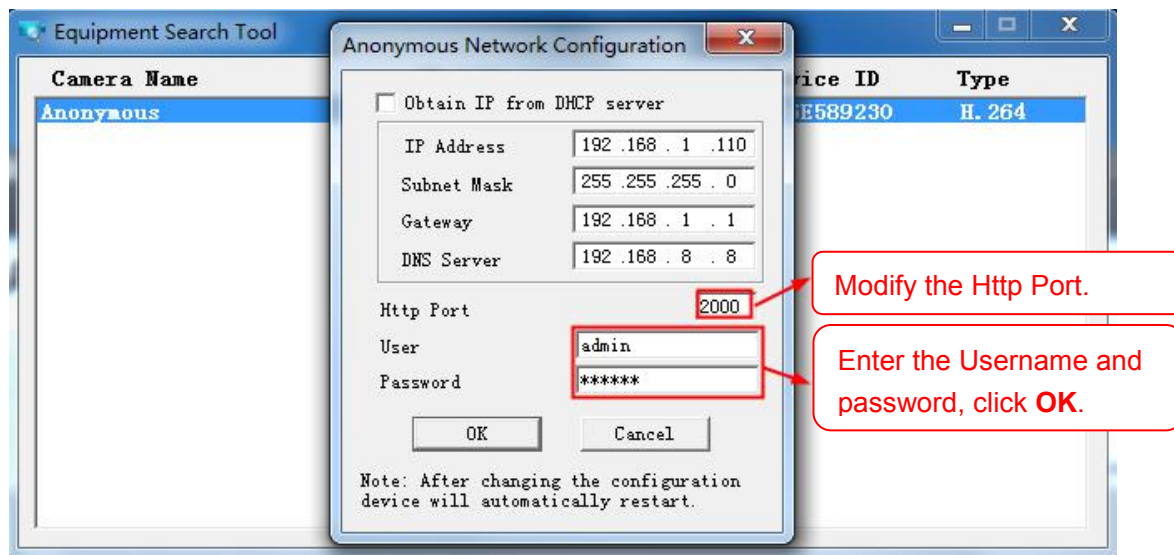 Equipment Search Tool
Anonymous Network Configuration
Camera Name
vice ID Type
Anonymous
E589230 H.264
Obtain IP from DHCP server
IP Address 192 .168 . 1 .110
Subnet Mask 255 .255 .255 . 0
Gateway 192 .168 . 1 . 1
DNS Server 192 .168 . 8 . 8
Http Port 2000
Modify the Http Port.
User admin
Password ******
Enter the Username and
password, click OK.
OK Cancel
Note: After changing the configuration
device will automatically restart.